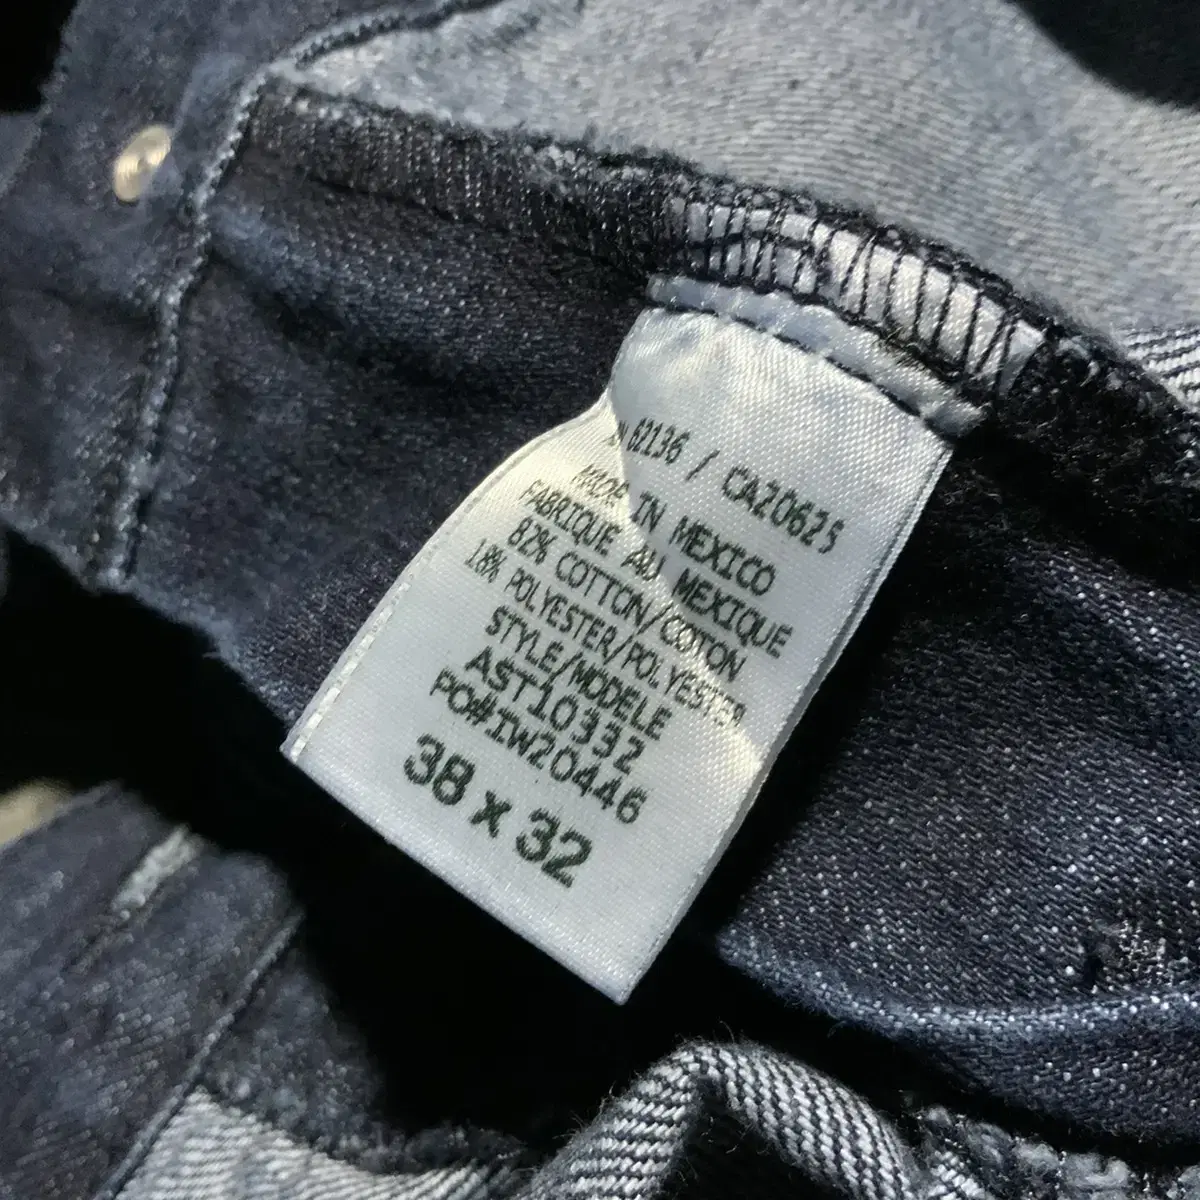 RN 62136 / CA20625
MADE IN MEXICO
FABRIQUE AU MEXIQUE
82% COTTON/COTON
18% POLYESTER/POLYESTER
STYLE/MODELE
AST10332
PO#IW20446
38 x 32